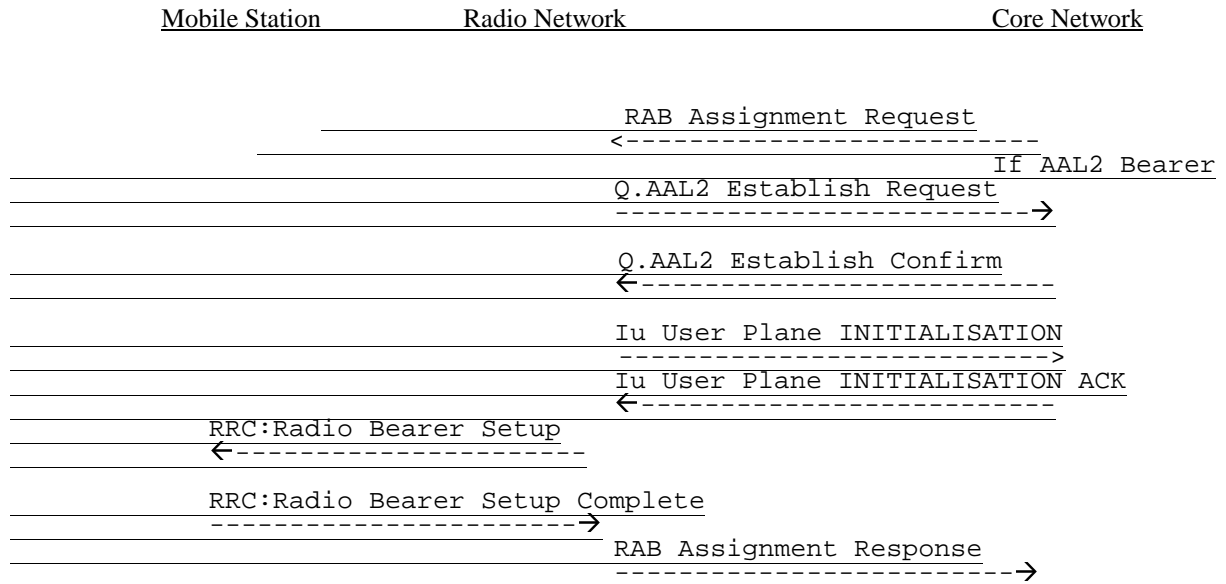 Mobile Station Radio Network Core Network
RAB Assignment Request
<--------------------------
If AAL2 Bearer
Q.AAL2 Establish Request
--------------------------→
Q.AAL2 Establish Confirm
←--------------------------
Iu User Plane INITIALISATION
--------------------------->
Iu User Plane INITIALISATION ACK
←--------------------------
RRC:Radio Bearer Setup
←----------------------
RRC:Radio Bearer Setup Complete
-----------------------→
RAB Assignment Response
-------------------------→